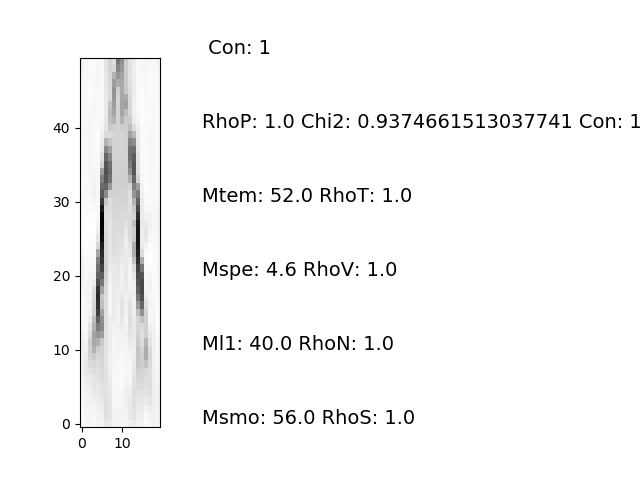 Con: 1
RhoP: 1.0 Chi2: 0.9374661513037741 Con: 1
40
Mtem: 52.0 RhoT: 1.0
30
Mspe: 4.6 RhoV: 1.0
20
Ml1: 40.0 RhoN: 1.0
10
Msmo: 56.0 RhoS: 1.0
0
0 10